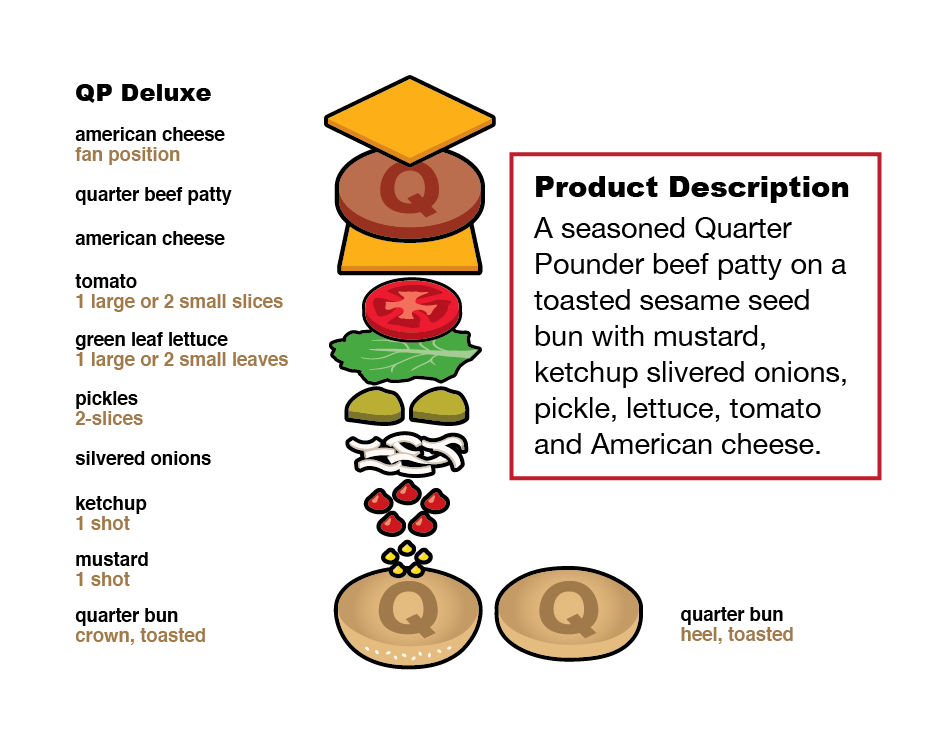 QP Deluxe
american cheese
fan position
quarter beef patty
american cheese
tomato
1 large or 2 small slices
green leaf lettuce
1 large or 2 small leaves
pickles
2-slices
silvered onions
ketchup
1 shot
mustard
1 shot
quarter bun
crown, toasted
Q
Q
Q
quarter bun
heel, toasted
Product Description
A seasoned Quarter
Pounder beef patty on a
toasted sesame seed
bun with mustard,
ketchup slivered onions,
pickle, lettuce, tomato
and American cheese.